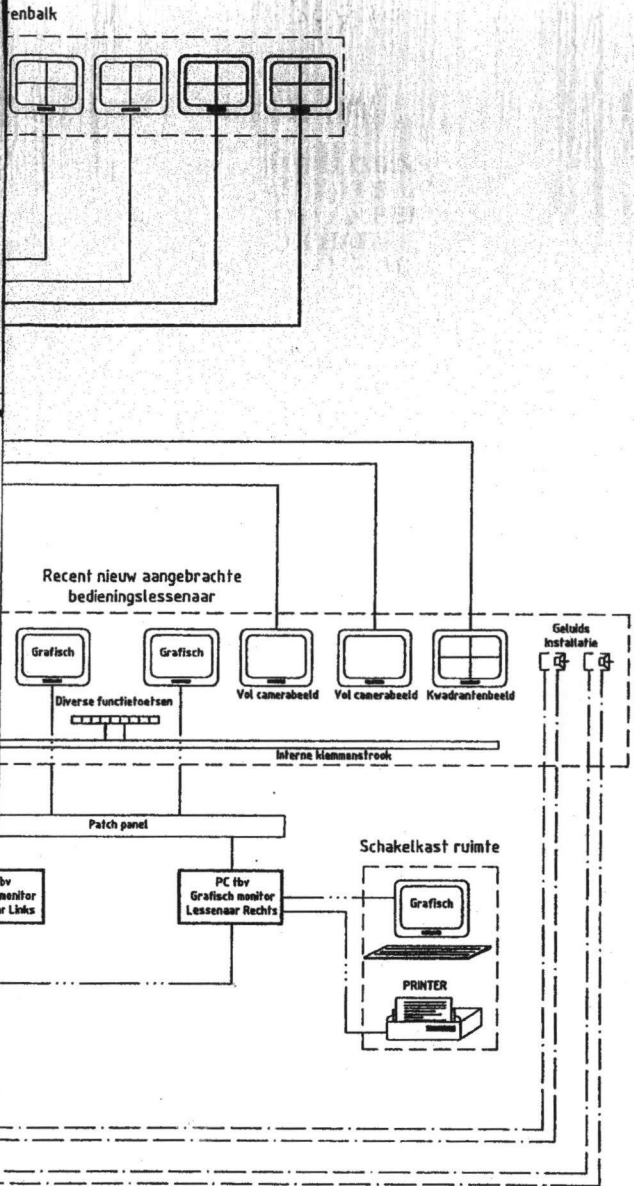 renbalk
Recent nieuw aangebrachte
bedieningslessenaar
Grafisch
Grafisch
Vol camerabeeld
Vol camerabeeld
Kwadrantenbeeld
Geluids
Installatie
Diverse functietoetsen
Interne klemmenstrook
Patch panel
bv
monitor
r Links
PC tbv
Grafisch monitor
Lessenaar Rechts
Schakelkast ruimte
Grafisch
PRINTER